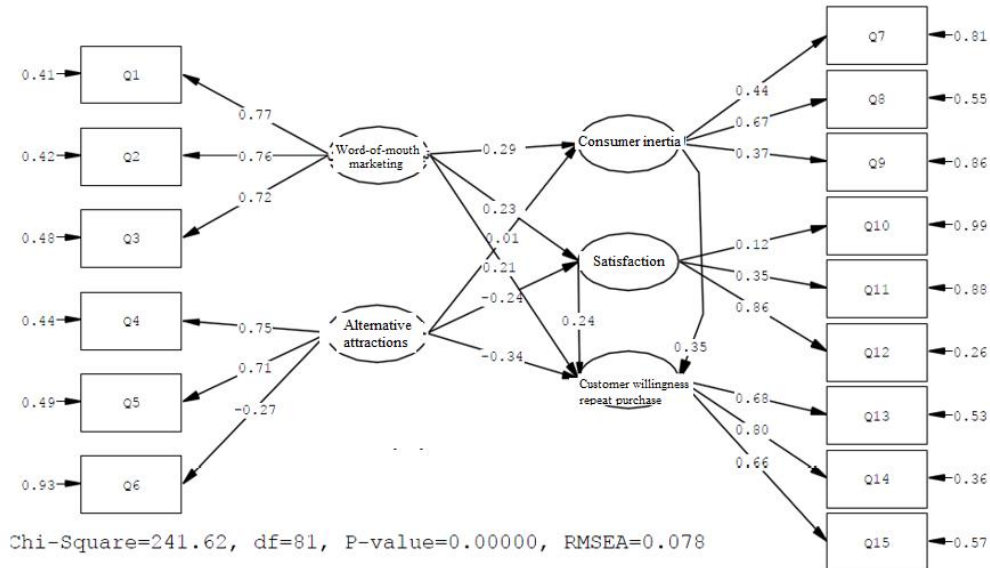 Q7
0.81
0.41
Q1
0.44
Q8
0.55
0.77
0.67
0.42
Q2
0.76
Word-of-mouth
marketing
0.29
Consumer inertia
0.37
Q9
0.86
0.72
0.23
0.48
Q3
0.01
0.12
Q10
0.99
0.21
Satisfaction
0.35
Q11
0.88
-0.24
0.86
0.44
Q4
0.75
Alternative
attractions
0.24
0.35
Q12
0.26
0.71
-0.34
Customer willingness
repeat purchase
0.49
Q5
0.68
Q13
0.53
-0.27
0.80
0.66
0.93
Q6
Q14
0.36
Chi-Square=241.62, df=81, P-value=0.00000, RMSEA=0.078
Q15
0.57